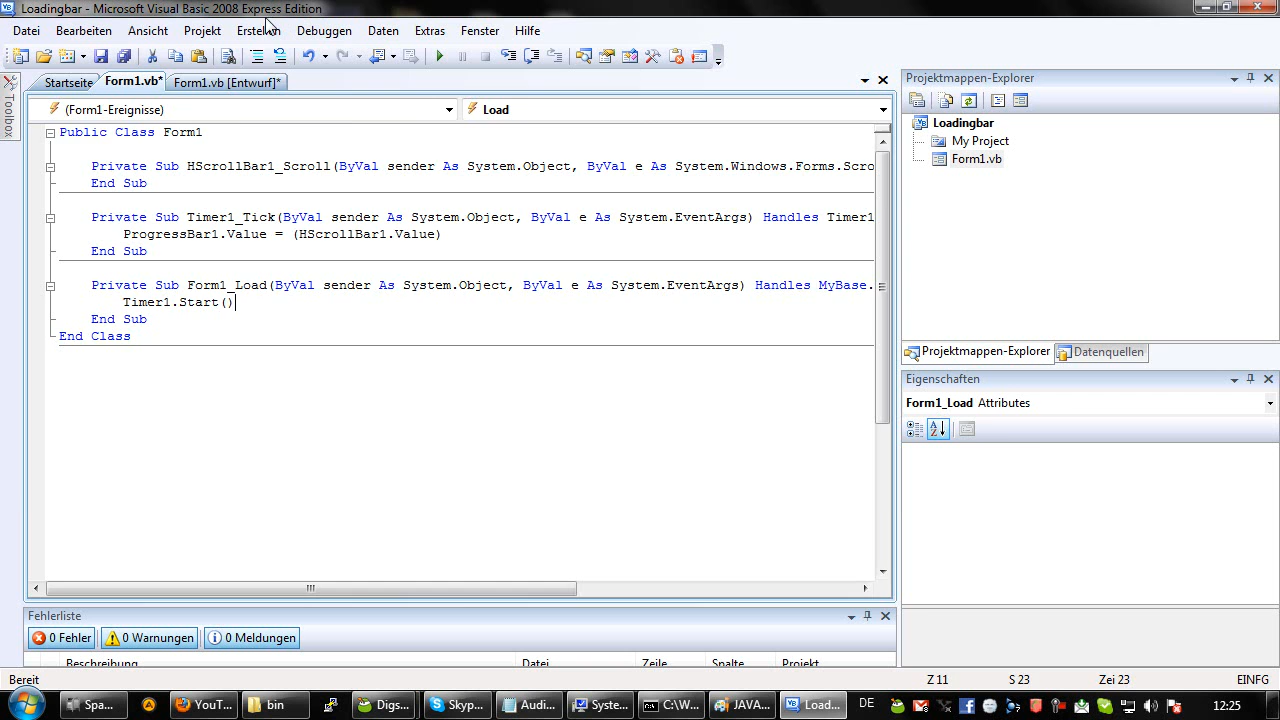 Loadingbar - Microsoft Visual Basic 2008 Express Edition
Datei Bearbeiten Ansicht Projekt Erstellen Debuggen Daten Extras Fenster Hilfe
Toolbox
Startseite Form1.vb* Form1.vb [Entwurf]*
(Form1-Ereignisse) Load
Public Class Form1
Private Sub HScrollBar1_Scroll(ByVal sender As System.Object, ByVal e As System.Windows.Forms.Scro
End Sub
Private Sub Timer1_Tick(ByVal sender As System.Object, ByVal e As System.EventArgs) Handles Timer1
ProgressBar1.Value = (HScrollBar1.Value)
End Sub
Private Sub Form1_Load(ByVal sender As System.Object, ByVal e As System.EventArgs) Handles MyBase.
Timer1.Start()
End Sub
End Class
Projektmappen-Explorer
Loadingbar
My Project
Form1.vb
Projektmappen-Explorer Datenquellen
Eigenschaften
Form1_Load Attributes
Fehlerliste
0 Fehler 0 Warnungen 0 Meldungen
Beschreibung Datei Zeile Spalte Projekt
Bereit Z 11 S 23 Zei 23 EINFG
Spa... YouT... bin Digs... Skyp... Audi... Syste... C:\W... JAVA... Load... DE 12:25